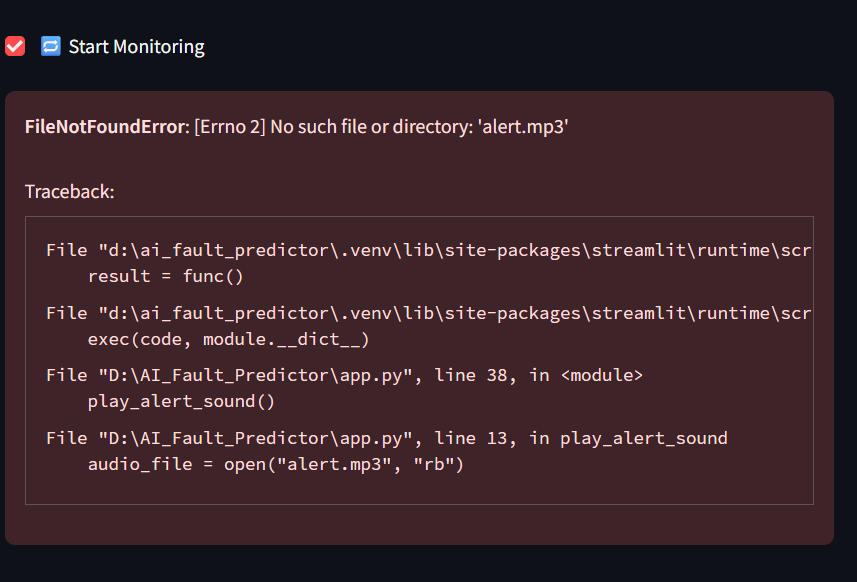 Start Monitoring
FileNotFoundError: [Errno 2] No such file or directory: 'alert.mp3'
Traceback:
File "d:\ai_fault_predictor\.venv\lib\site-packages\streamlit\runtime\scr
result = func()
File "d:\ai_fault_predictor\.venv\lib\site-packages\streamlit\runtime\scr
exec(code, module.__dict__)
File "D:\AI_Fault_Predictor\app.py", line 38, in <module>
play_alert_sound()
File "D:\AI_Fault_Predictor\app.py", line 13, in play_alert_sound
audio_file = open("alert.mp3", "rb")